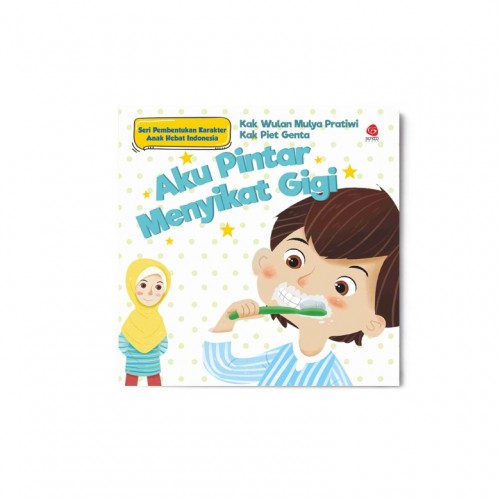 Seri Pembentukan Karakter
Anak Hebat Indonesia
Kak Wulan Mulya Pratiwi
Kak Piet Genta
Aku Pintar
Menyikat Gigi